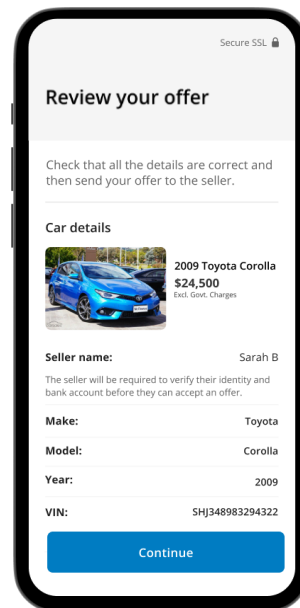 Secure SSL
Review your offer
Check that all the details are correct and
then send your offer to the seller.
Car details
2009 Toyota Corolla
$24,500
Excl. Govt. Charges
Seller name: Sarah B
The seller will be required to verify their identity and
bank account before they can accept an offer.
Make: Toyota
Model: Corolla
Year: 2009
VIN: SHJ348983294322
Continue